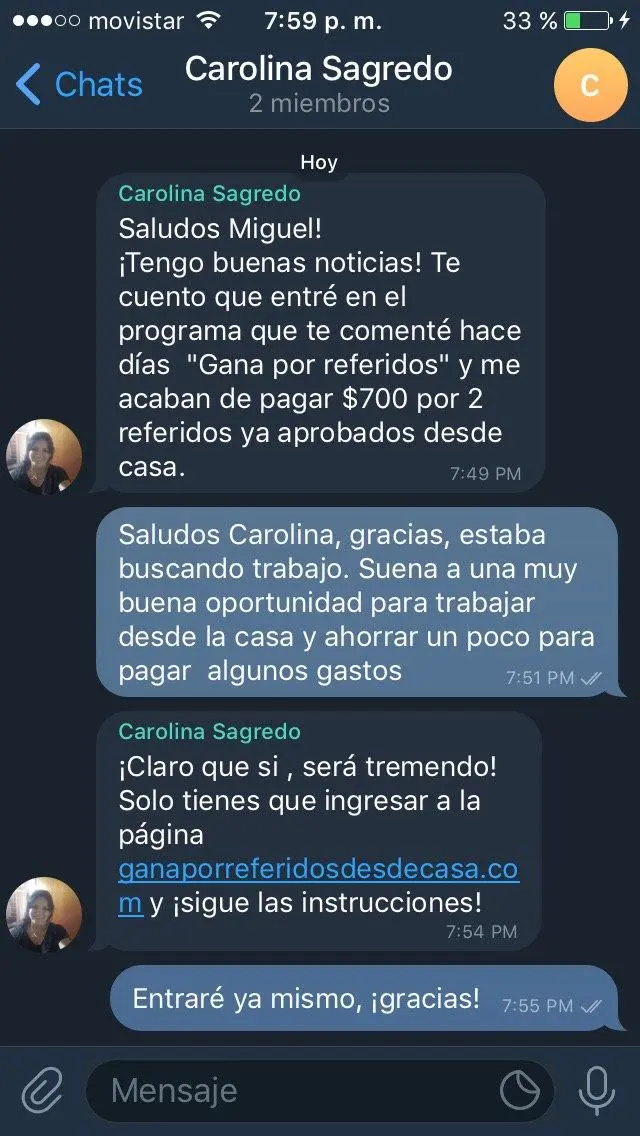 movistar 7:59 p. m. 33 %
Chats Carolina Sagredo C
2 miembros
Hoy
Carolina Sagredo
Saludos Miguel!
¡Tengo buenas noticias! Te
cuento que entré en el
programa que te comenté hace
días "Gana por referidos" y me
acaban de pagar $700 por 2
referidos ya aprobados desde
casa.
7:49 PM
Saludos Carolina, gracias, estaba
buscando trabajo. Suena a una muy
buena oportunidad para trabajar
desde la casa y ahorrar un poco para
pagar algunos gastos
7:51 PM
Carolina Sagredo
¡Claro que si , será tremendo!
Solo tienes que ingresar a la
página
ganaporreferidosdesdecasa.co
m y ¡sigue las instrucciones!
7:54 PM
Entraré ya mismo, ¡gracias! 7:55 PM
Mensaje